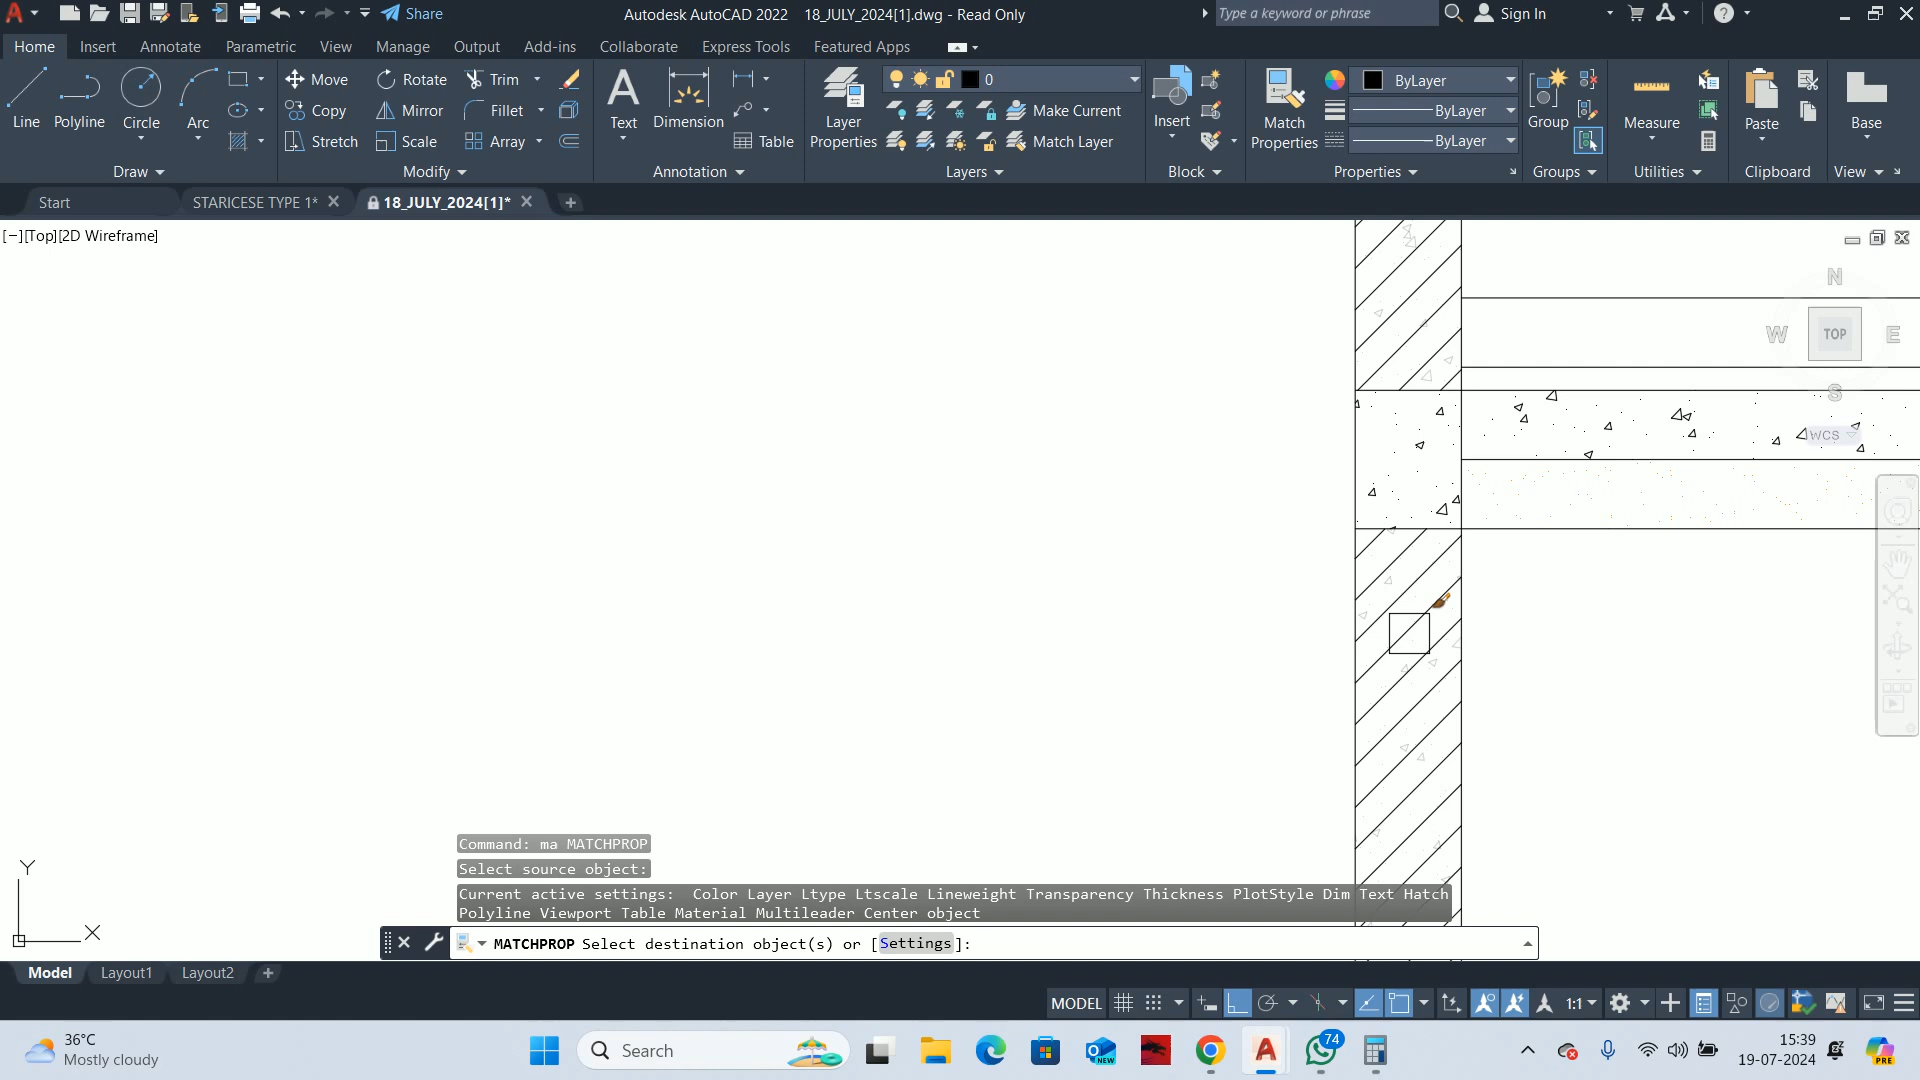 Share
Autodesk AutoCAD 2022   18_JULY_2024[1].dwg - Read Only
Type a keyword or phrase
Sign In
Home Insert Annotate Parametric View Manage Output Add-ins Collaborate Express Tools Featured Apps
Line Polyline Circle Arc
Draw
Move Rotate Trim
Copy Mirror Fillet
Stretch Scale Array
Modify
Text Dimension Table
Annotation
Layer Properties
0
Make Current
Match Layer
Layers
Insert
Block
Match Properties
ByLayer
ByLayer
ByLayer
Properties
Group
Groups
Measure
Utilities
Paste
Clipboard
Base
View
Start STARICESE TYPE 1* 18_JULY_2024[1]*
[−][Top][2D Wireframe]
N
W TOP E
S
WCS
Y
X
Command: ma MATCHPROP
Select source object:
Current active settings:  Color Layer Ltype Ltscale Lineweight Transparency Thickness PlotStyle Dim Text Hatch
Polyline Viewport Table Material Multileader Center object
MATCHPROP Select destination object(s) or [Settings]:
Model Layout1 Layout2
MODEL 1:1
36°C
Mostly cloudy
Search
NEW
74
15:39
19-07-2024
PRE